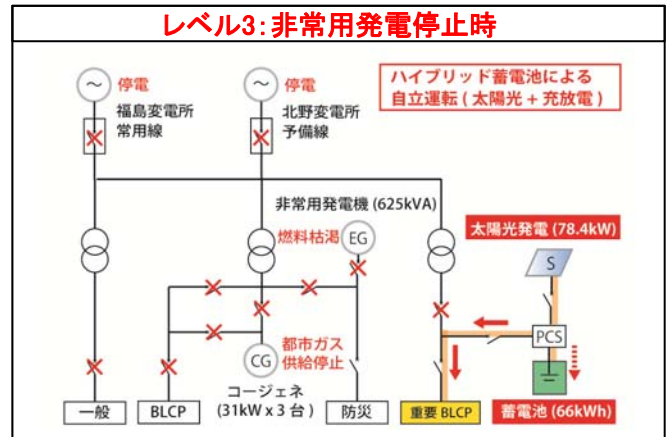 レベル3:非常用発電停止時
停電
福島変電所
常用線
停電
北野変電所
予備線
ハイブリッド蓄電池による
自立運転(太陽光+充放電)
非常用発電機(625kVA)
燃料枯渇
EG
太陽光発電(78.4kW)
S
PCS
都市ガス
供給停止
CG
コージェネ
(31kW x 3台)
一般
BLCP
防災
重要 BLCP
蓄電池(66kWh)